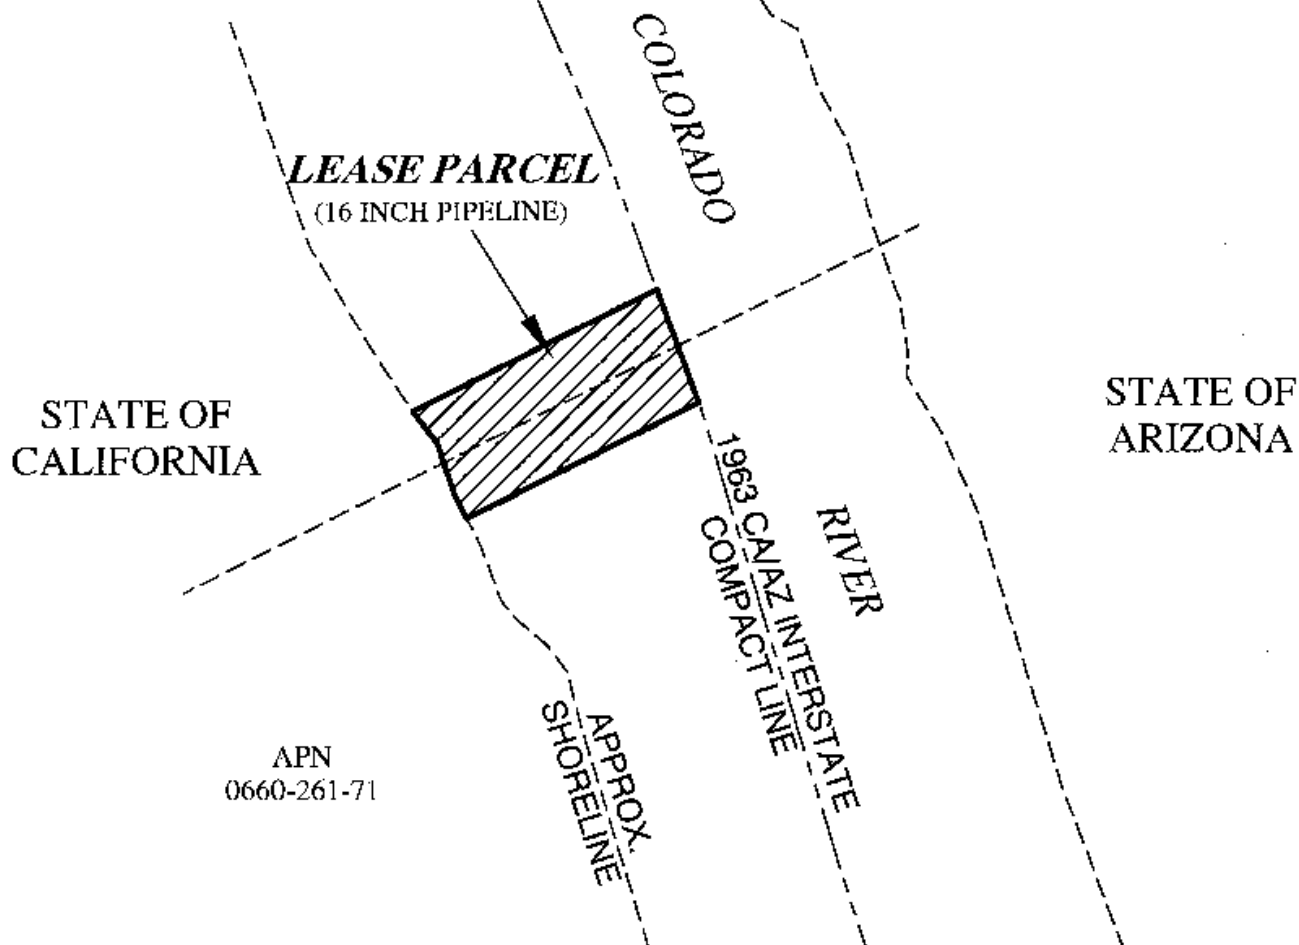 COLORADO
LEASE PARCEL
(16 INCH PIPELINE)
STATE OF
CALIFORNIA
STATE OF
ARIZONA
1963 CA/AZ INTERSTATE
COMPACT LINE
RIVER
APPROX.
SHORELINE
APN
0660-261-71